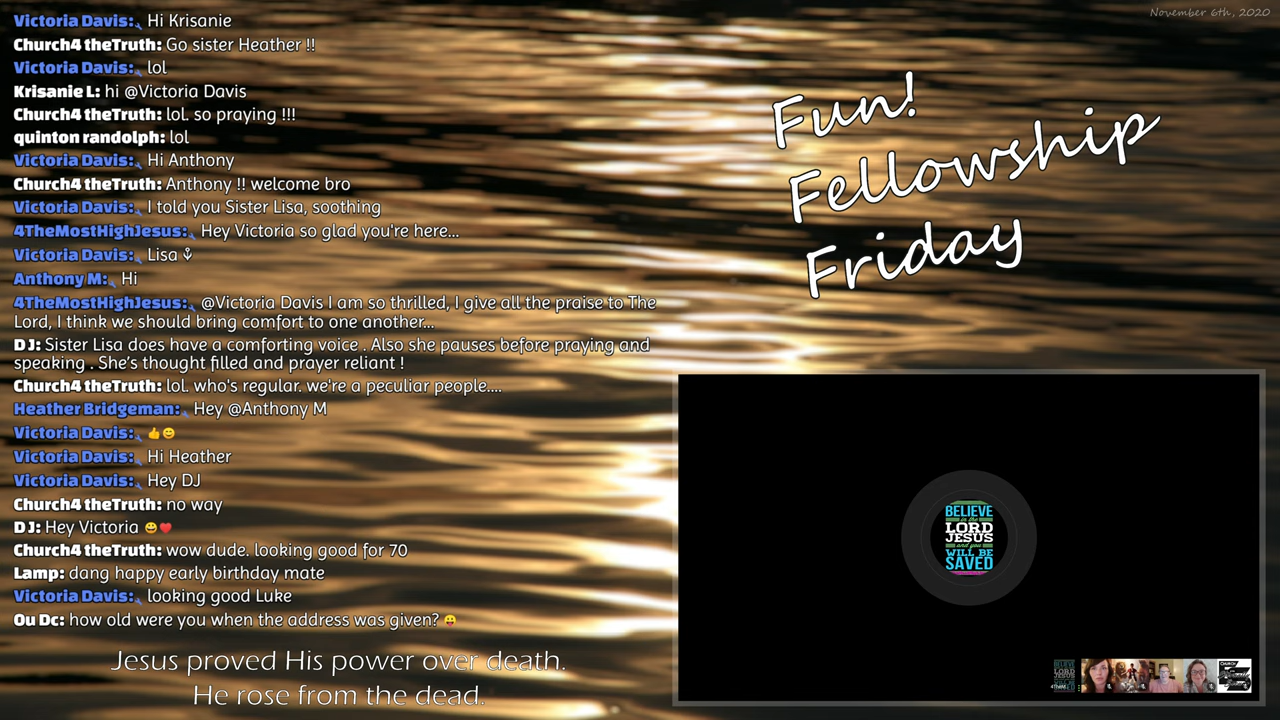 Victoria Davis: Hi Krisanie
Church4 theTruth: Go sister Heather !!
Victoria Davis: lol
Krisanie L: hi @Victoria Davis
Church4 theTruth: lol. so praying !!!
quinton randolph: lol
Victoria Davis: Hi Anthony
Church4 theTruth: Anthony !! welcome bro
Victoria Davis: I told you Sister Lisa, soothing
4TheMostHighJesus: Hey Victoria so glad you're here...
Victoria Davis: Lisa
Anthony M: Hi
4TheMostHighJesus: @Victoria Davis I am so thrilled, I give all the praise to The
Lord, I think we should bring comfort to one another...
D J: Sister Lisa does have a comforting voice . Also she pauses before praying and
speaking . She's thought filled and prayer reliant !
Church4 theTruth: lol. who's regular. we're a peculiar people....
Heather Bridgeman: Hey @Anthony M
Victoria Davis: 👍😊
Victoria Davis: Hi Heather
Victoria Davis: Hey DJ
Church4 theTruth: no way
D J: Hey Victoria 😀❤️
Church4 theTruth: wow dude. looking good for 70
Lamp: dang happy early birthday mate
Victoria Davis: looking good Luke
Ou Dc: how old were you when the address was given? 😛
Jesus proved His power over death.
He rose from the dead.
November 6th, 2020
Fun!
Fellowship
Friday
BELIEVE
in the
LORD
JESUS
and you
WILL BE
SAVED